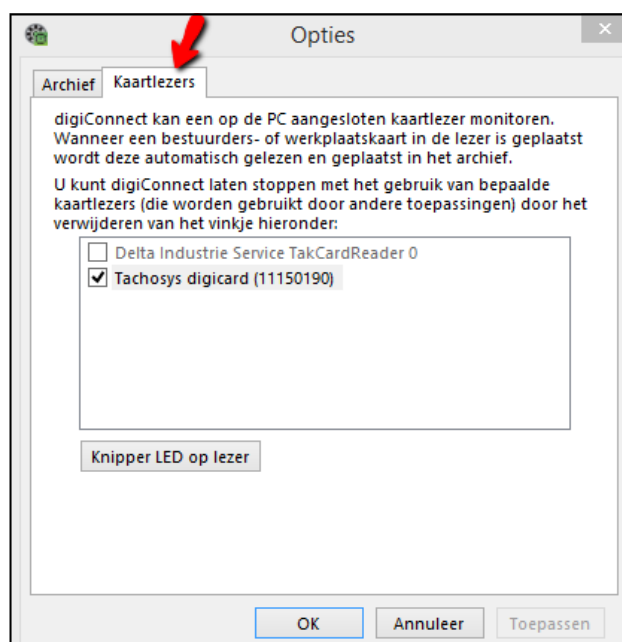 Opties
Archief
Kaartlezers
digiConnect kan een op de PC aangesloten kaartlezer monitoren.
Wanneer een bestuurders- of werkplaatskaart in de lezer is geplaatst
wordt deze automatisch gelezen en geplaatst in het archief.
U kunt digiConnect laten stoppen met het gebruik van bepaalde
kaartlezers (die worden gebruikt door andere toepassingen) door het
verwijderen van het vinkje hieronder:
Delta Industrie Service TakCardReader 0
Tachosys digicard (11150190)
Knipper LED op lezer
OK
Annuleer
Toepassen